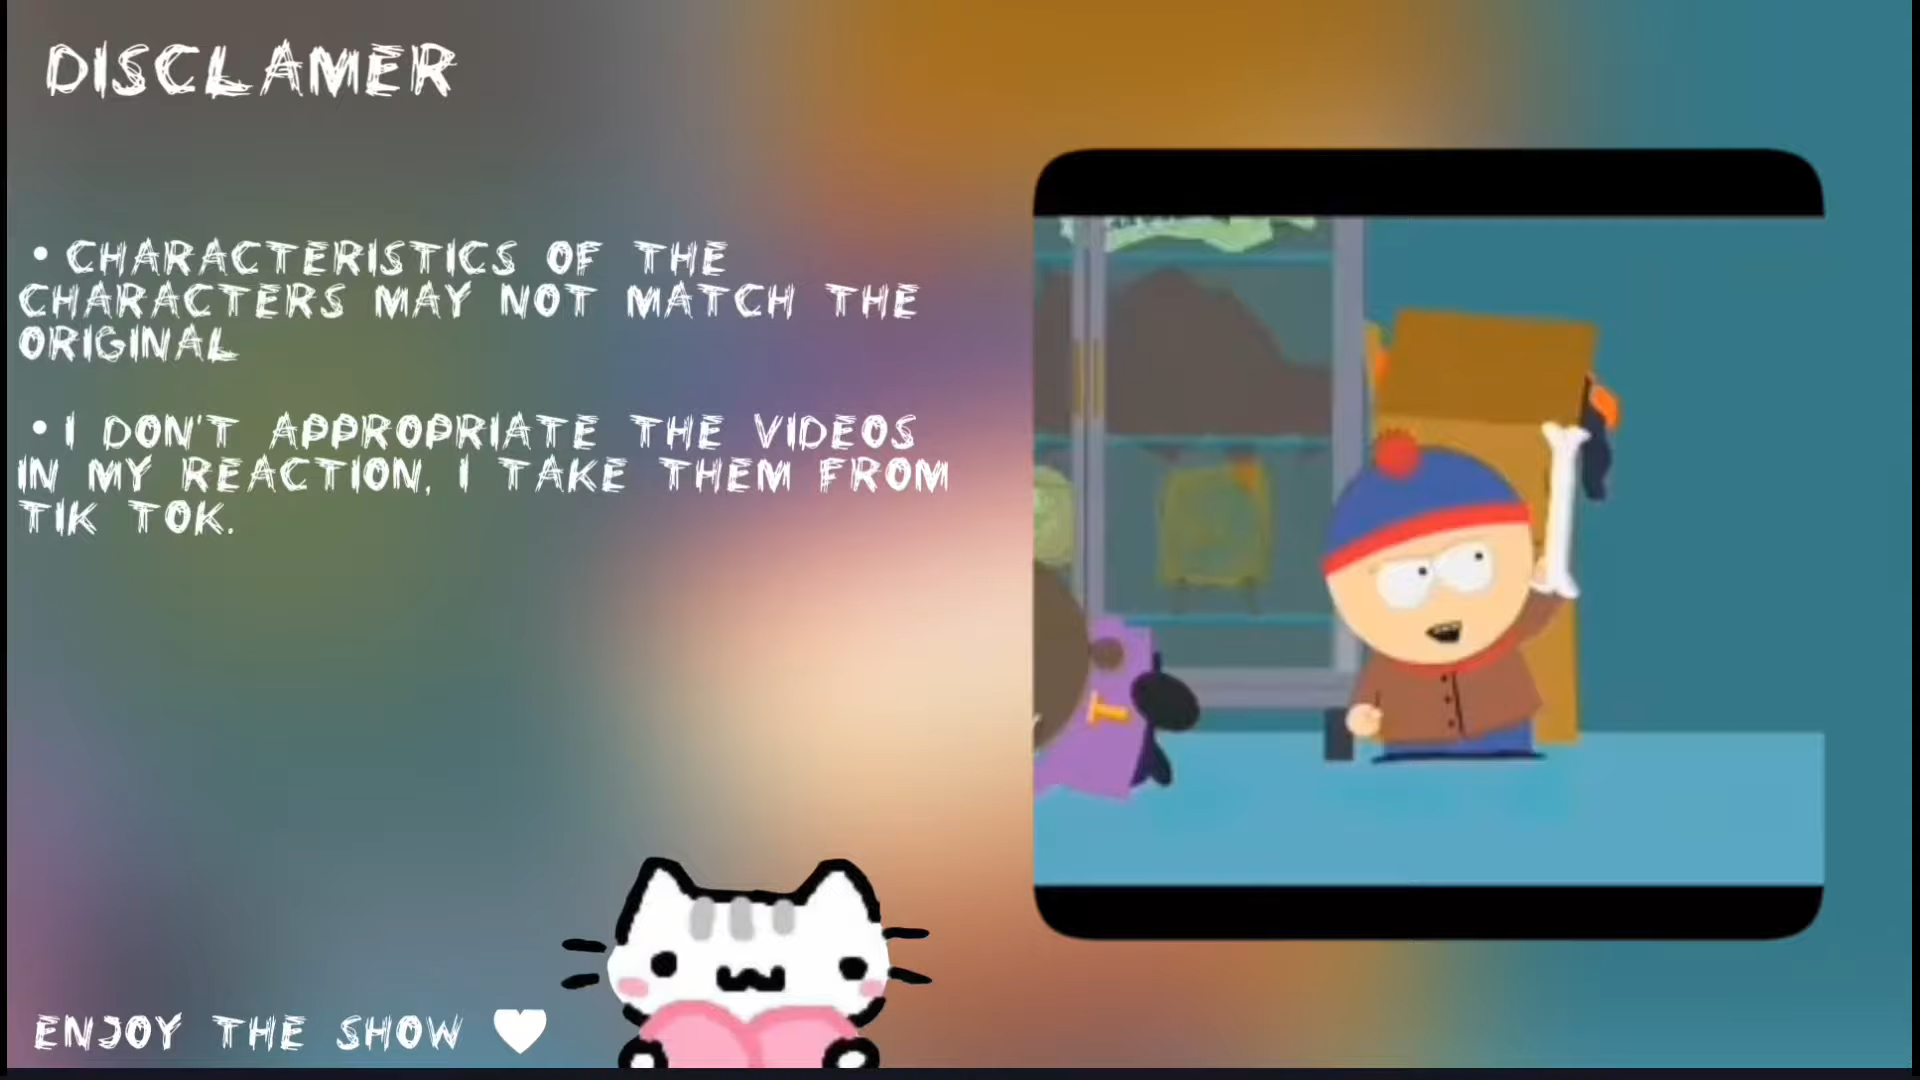 DISCLAMER
• CHARACTERISTICS OF THE
CHARACTERS MAY NOT MATCH THE
ORIGINAL
• I DON'T APPROPRIATE THE VIDEOS
IN MY REACTION, I TAKE THEM FROM
TIK TOK.
T
ENJOY THE SHOW